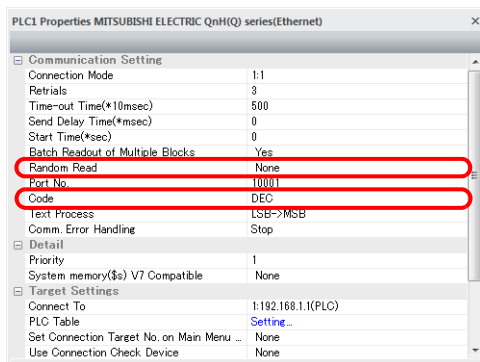 PLC1 Properties MITSUBISHI ELECTRIC QnH(Q) series(Ethernet)
Communication Setting
Connection Mode 1:1
Retrials 3
Time-out Time(*10msec) 500
Send Delay Time(*msec) 0
Start Time(*sec) 0
Batch Readout of Multiple Blocks Yes
Random Read None
Port No. 10001
Code DEC
Text Process LSB->MSB
Comm. Error Handling Stop
Detail
Priority 1
System memory($s) V7 Compatible None
Target Settings
Connect To 1:192.168.1.1(PLC)
PLC Table Setting...
Set Connection Target No. on Main Menu ... None
Use Connection Check Device None